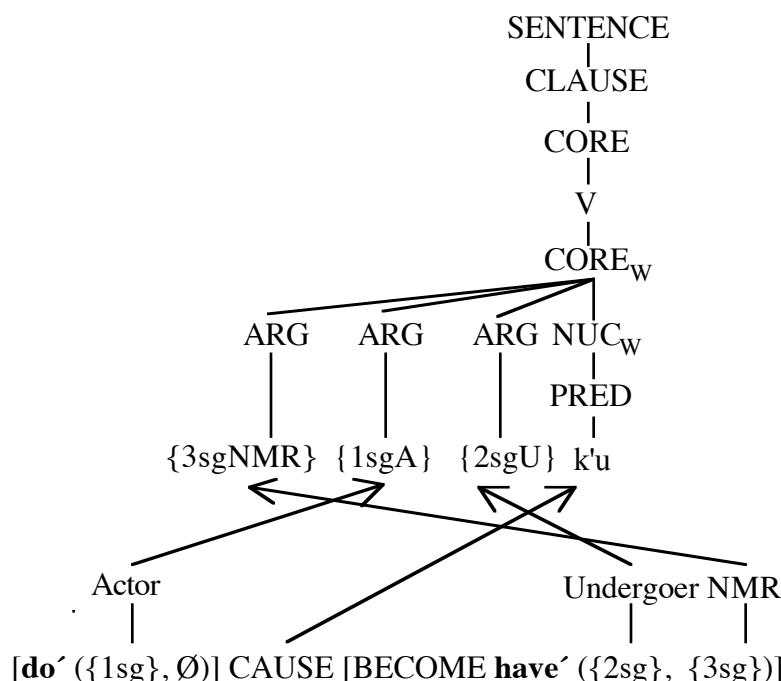 SENTENCE
CLAUSE
CORE
V
CORE_W
ARG ARG ARG NUC_W
PRED
{3sgNMR} {1sgA} {2sgU} k'u
Actor Undergoer NMR
[do´ ({1sg}, Ø)] CAUSE [BECOME have´ ({2sg}, {3sg})]